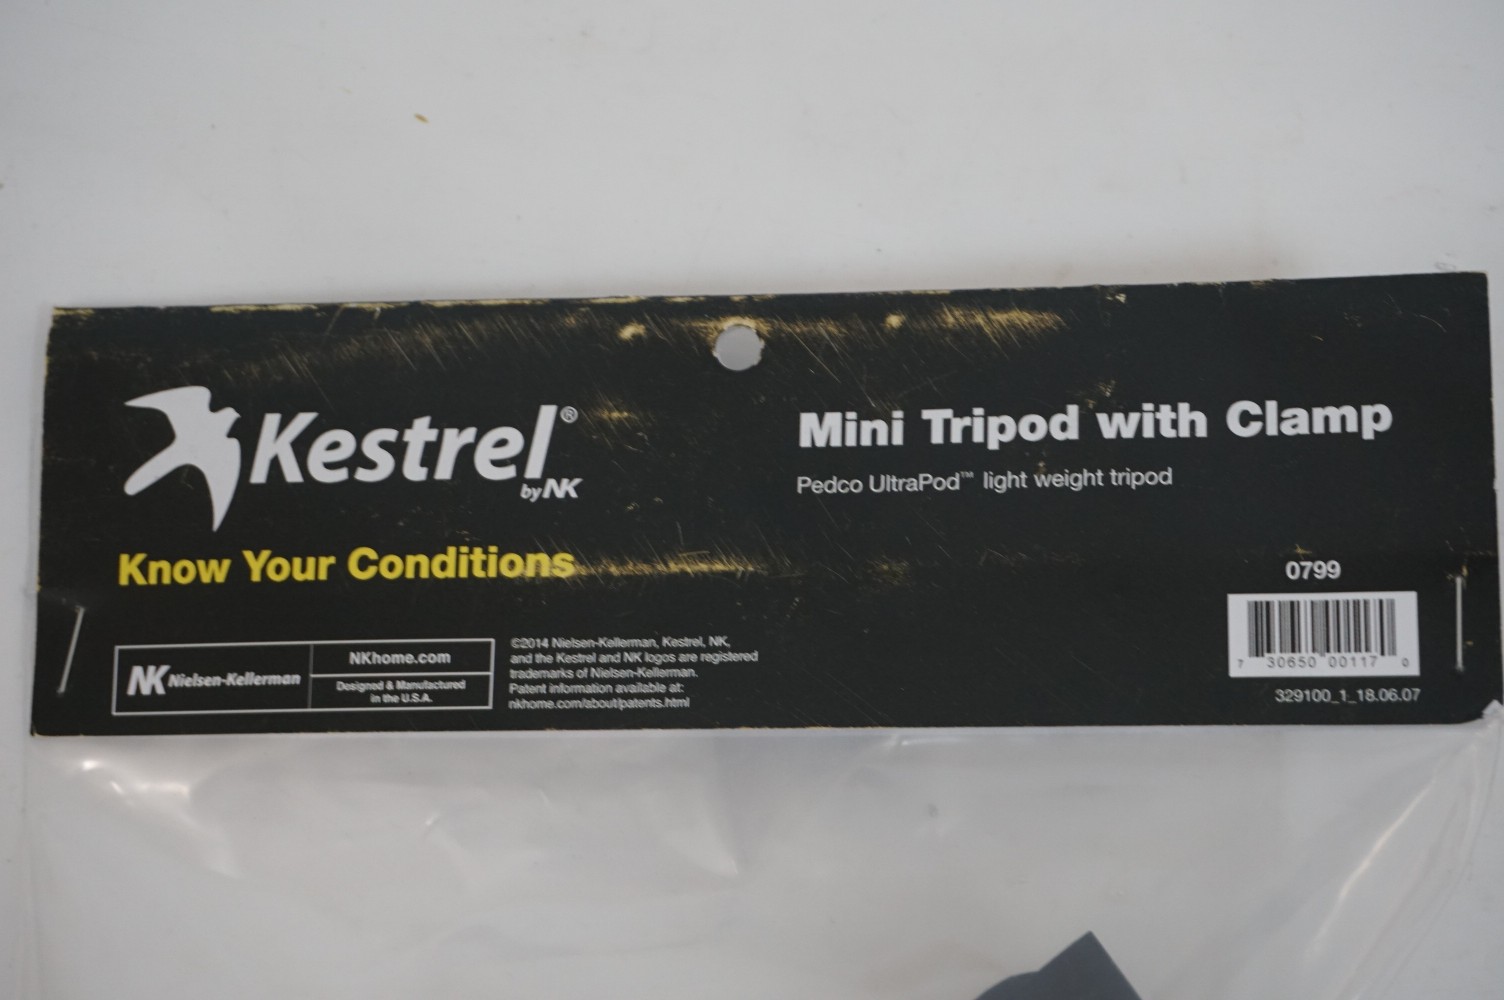 Kestrel®
by NK
Know Your Conditions
NK Nielsen-Kellerman
NKhome.com
Designed & Manufactured
in the U.S.A.
©2014 Nielsen-Kellerman, Kestrel, NK,
and the Kestrel and NK logos are registered
trademarks of Nielsen-Kellerman.
Patent information available at:
nkhome.com/about/patents.html
Mini Tripod with Clamp
Pedco UltraPod™ light weight tripod
0799
7 30650 00117 0
329100_1_18.06.07